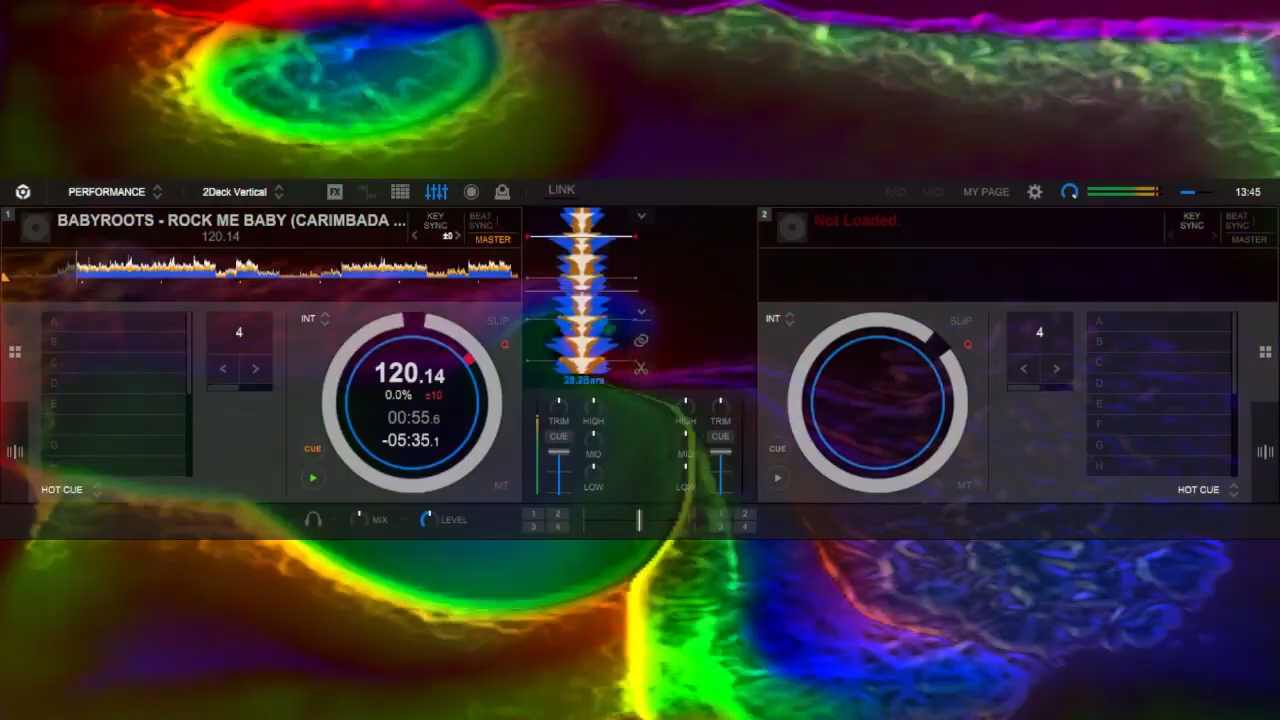 PERFORMANCE 2Deck Vertical FX LINK PAD MIDI MY PAGE 13:45
1 BABYROOTS - ROCK ME BABY (CARIMBADA ... KEY SYNC BEAT SYNC
120.14 ±0 MASTER
2 Not Loaded. KEY SYNC BEAT SYNC
MASTER
INT SLIP
Q
A
B
C
D
E
F
G
4
120.14
0.0% ±10
00:55.6
-05:35.1
CUE
MT
HOT CUE
28.2Bars
TRIM HIGH HIGH TRIM
CUE CUE
MID MID
LOW LOW
INT SLIP
Q
4
CUE
MT
A
B
C
D
E
F
G
H
HOT CUE
MIX LEVEL
1 2 1 2
3 4 3 4